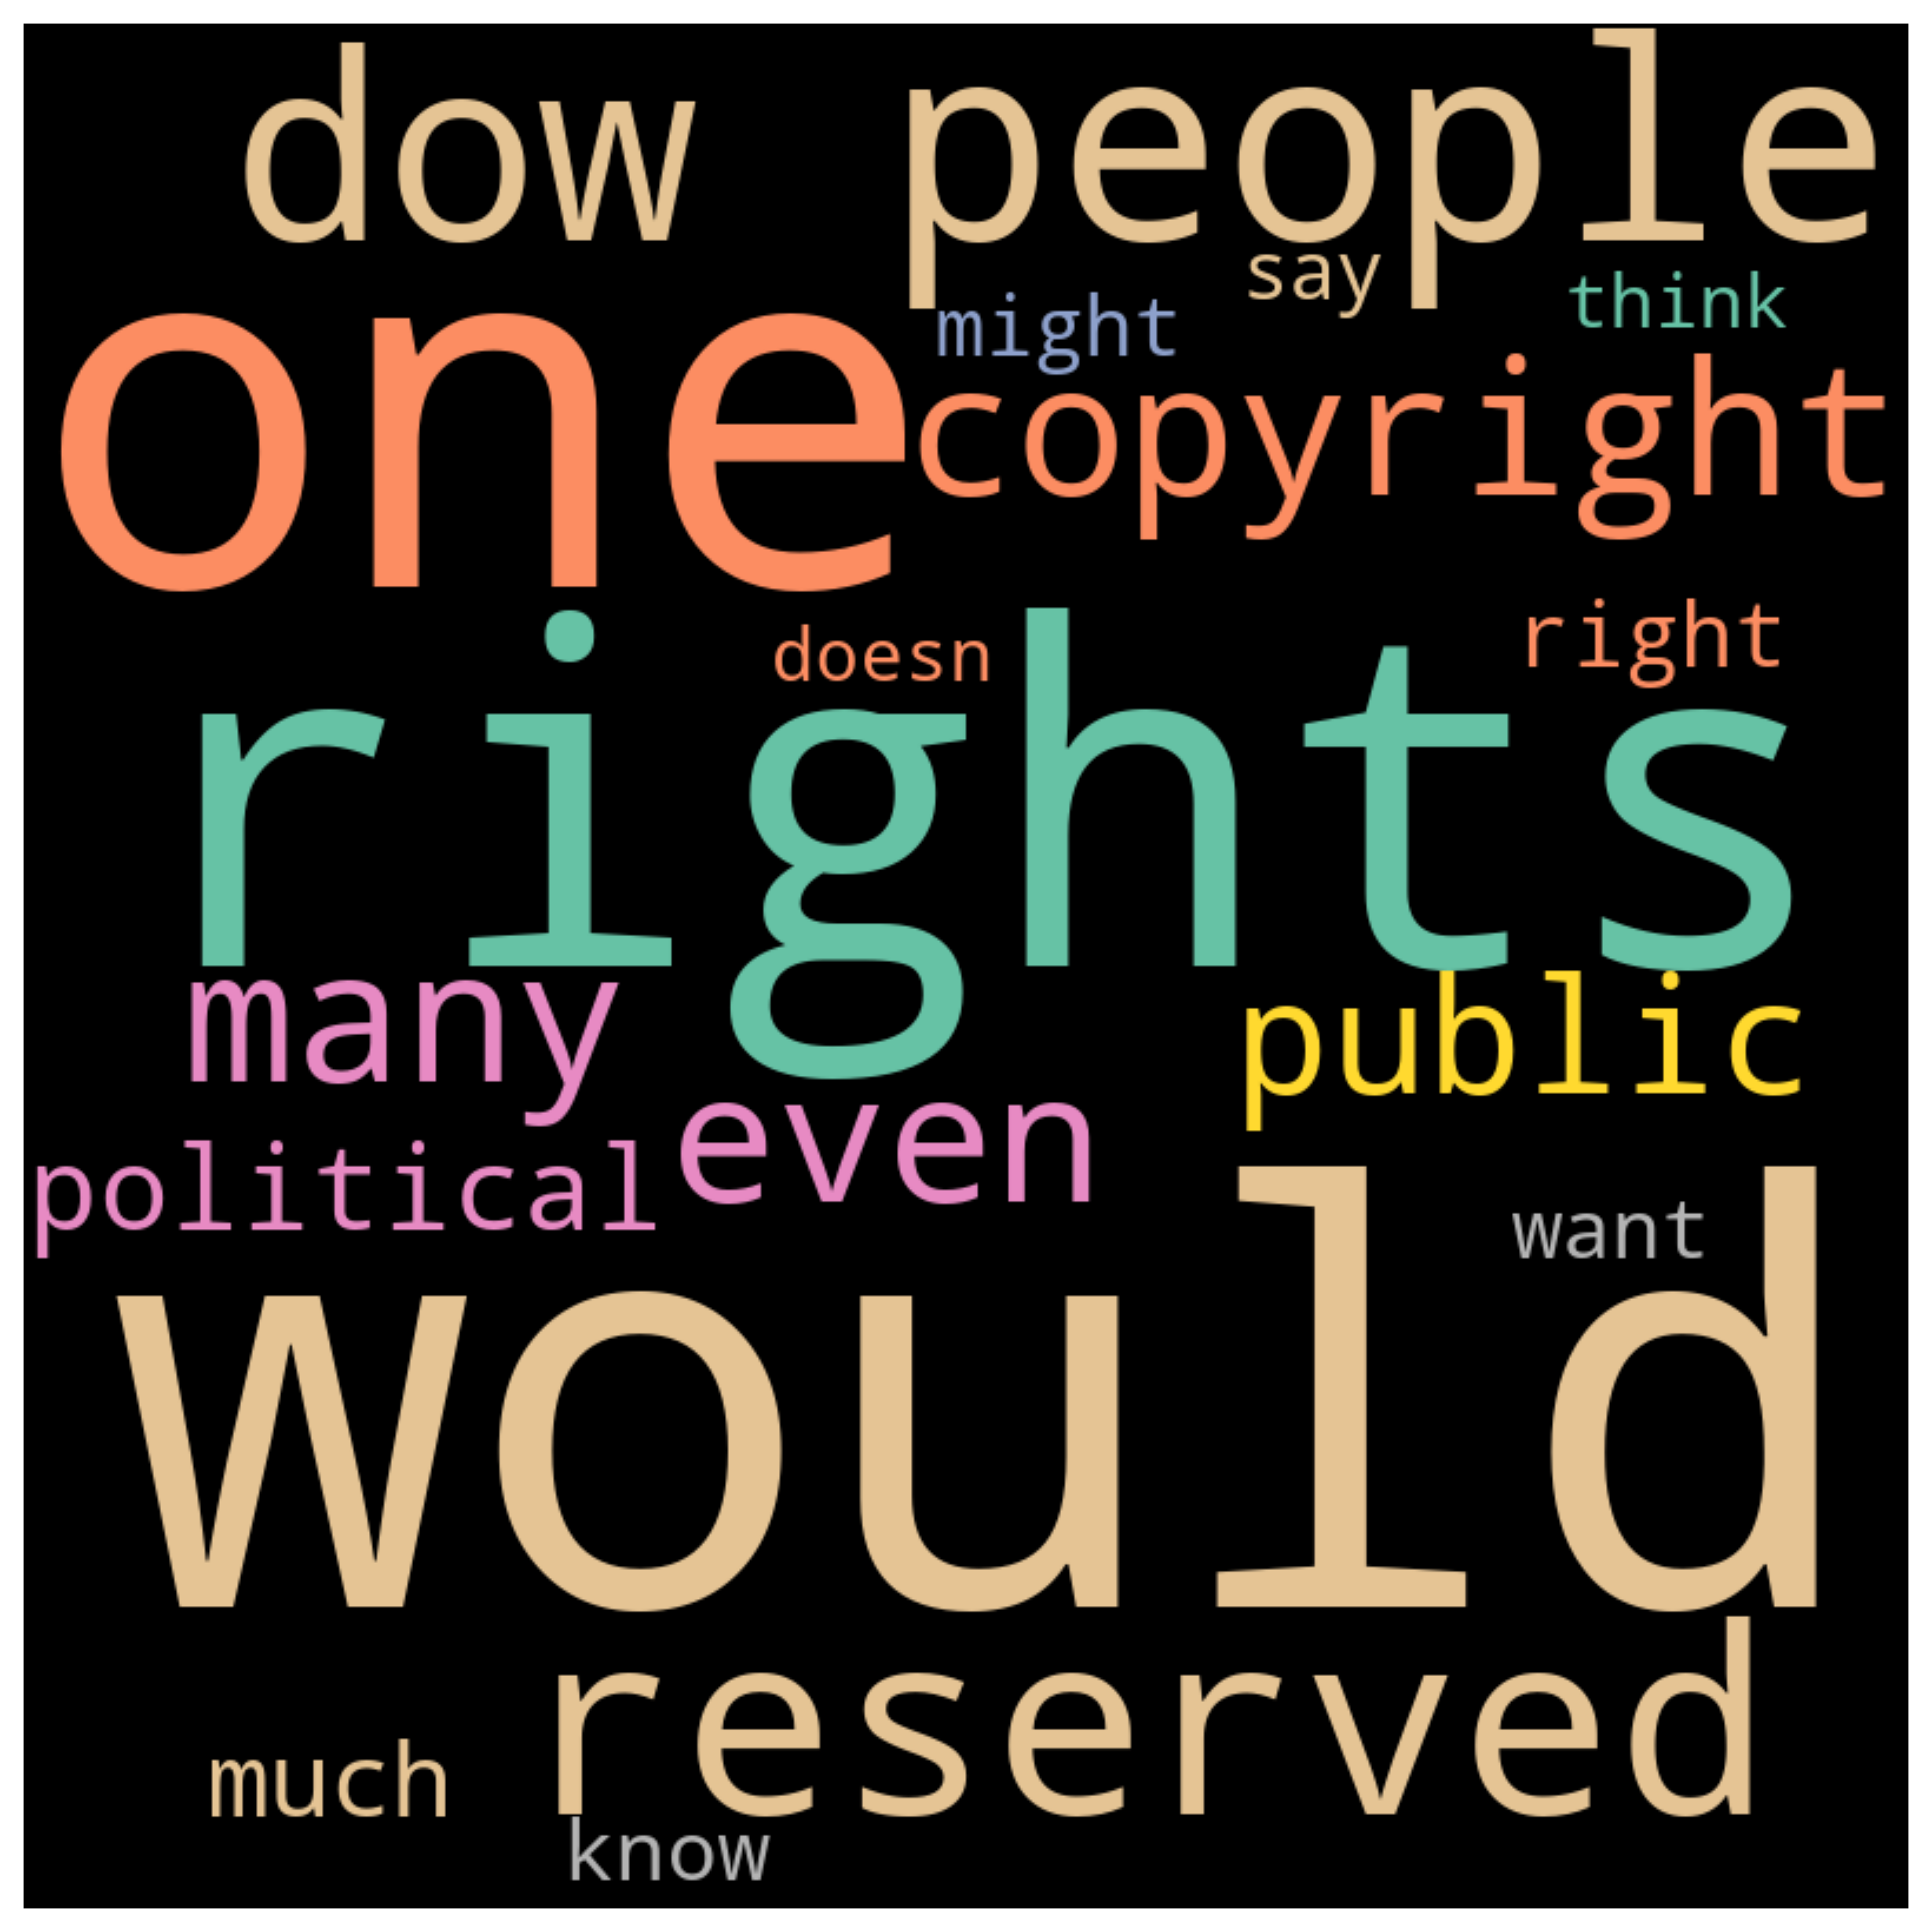 dow people
say
think
might
one
copyright
doesn
right
rights
many
public
even
political
want
would
reserved
much
know